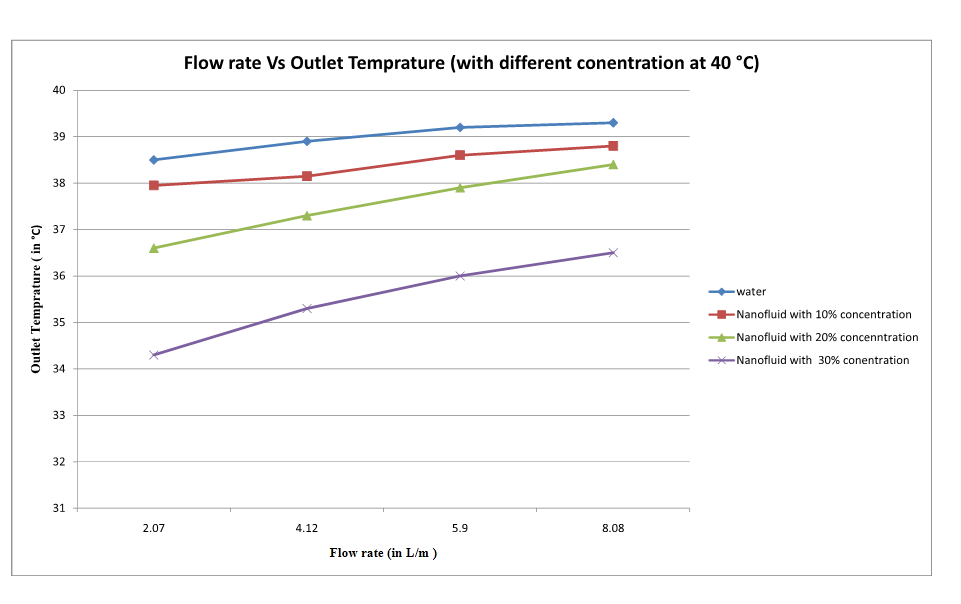 Flow rate Vs Outlet Temprature (with different conentration at 40 °C)
40
39
38
37
36
35
34
33
32
31
Outlet Temprature ( in °C)
2.07 4.12 5.9 8.08
Flow rate (in L/m )
water
Nanofluid with 10% concentration
Nanofluid with 20% concenntration
Nanofluid with  30% conentration